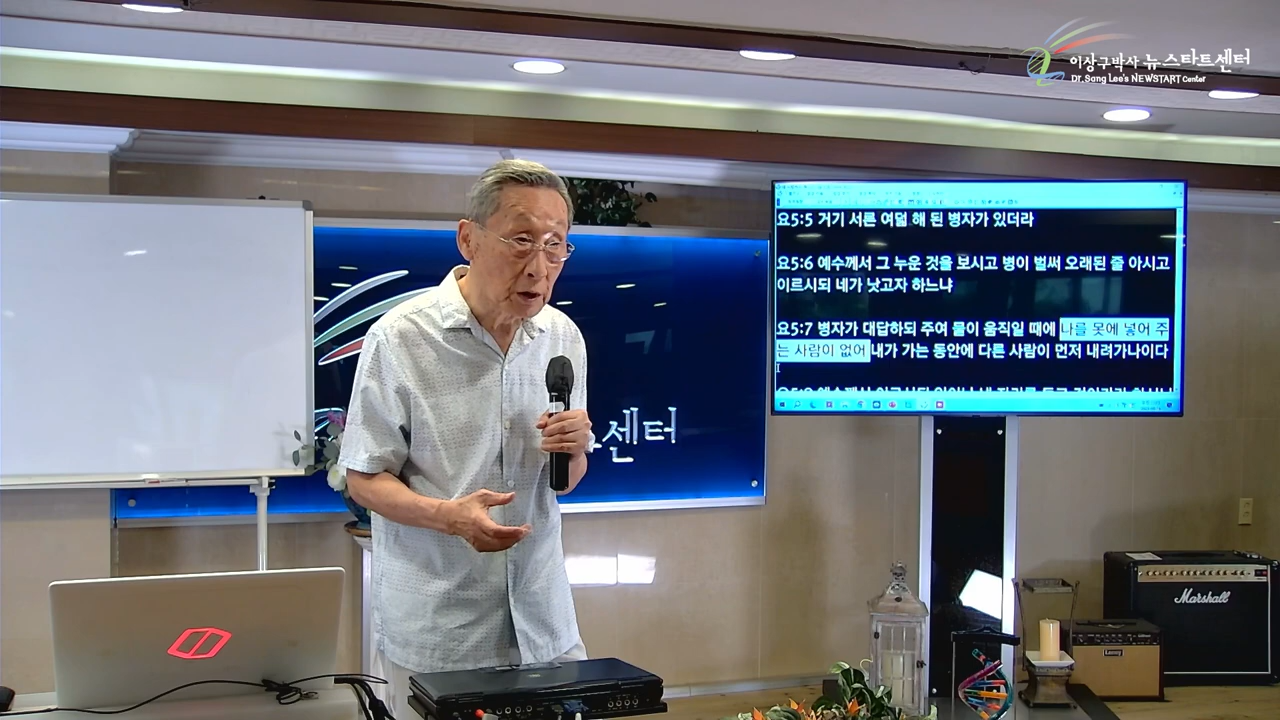 이상구박사 뉴스타트센터
Dr. Sang Lee's NEWSTART Center
요5:5 거기 서른 여덟 해 된 병자가 있더라
요5:6 예수께서 그 누운 것을 보시고 병이 벌써 오래된 줄 아시고
이르시되 네가 낫고자 하느냐
요5:7 병자가 대답하되 주여 물이 움직일 때에 나를 못에 넣어 주
는 사람이 없어 내가 가는 동안에 다른 사람이 먼저 내려가나이다
센터
Marshall
Laney